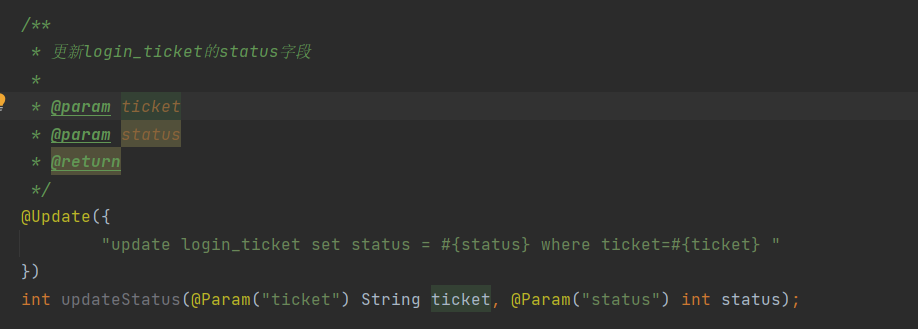 /**
 * 更新login_ticket的status字段
 *
 * @param ticket
 * @param status
 * @return
 */
@Update({
        "update login_ticket set status = #{status} where ticket=#{ticket} "
})
int updateStatus(@Param("ticket") String ticket, @Param("status") int status);